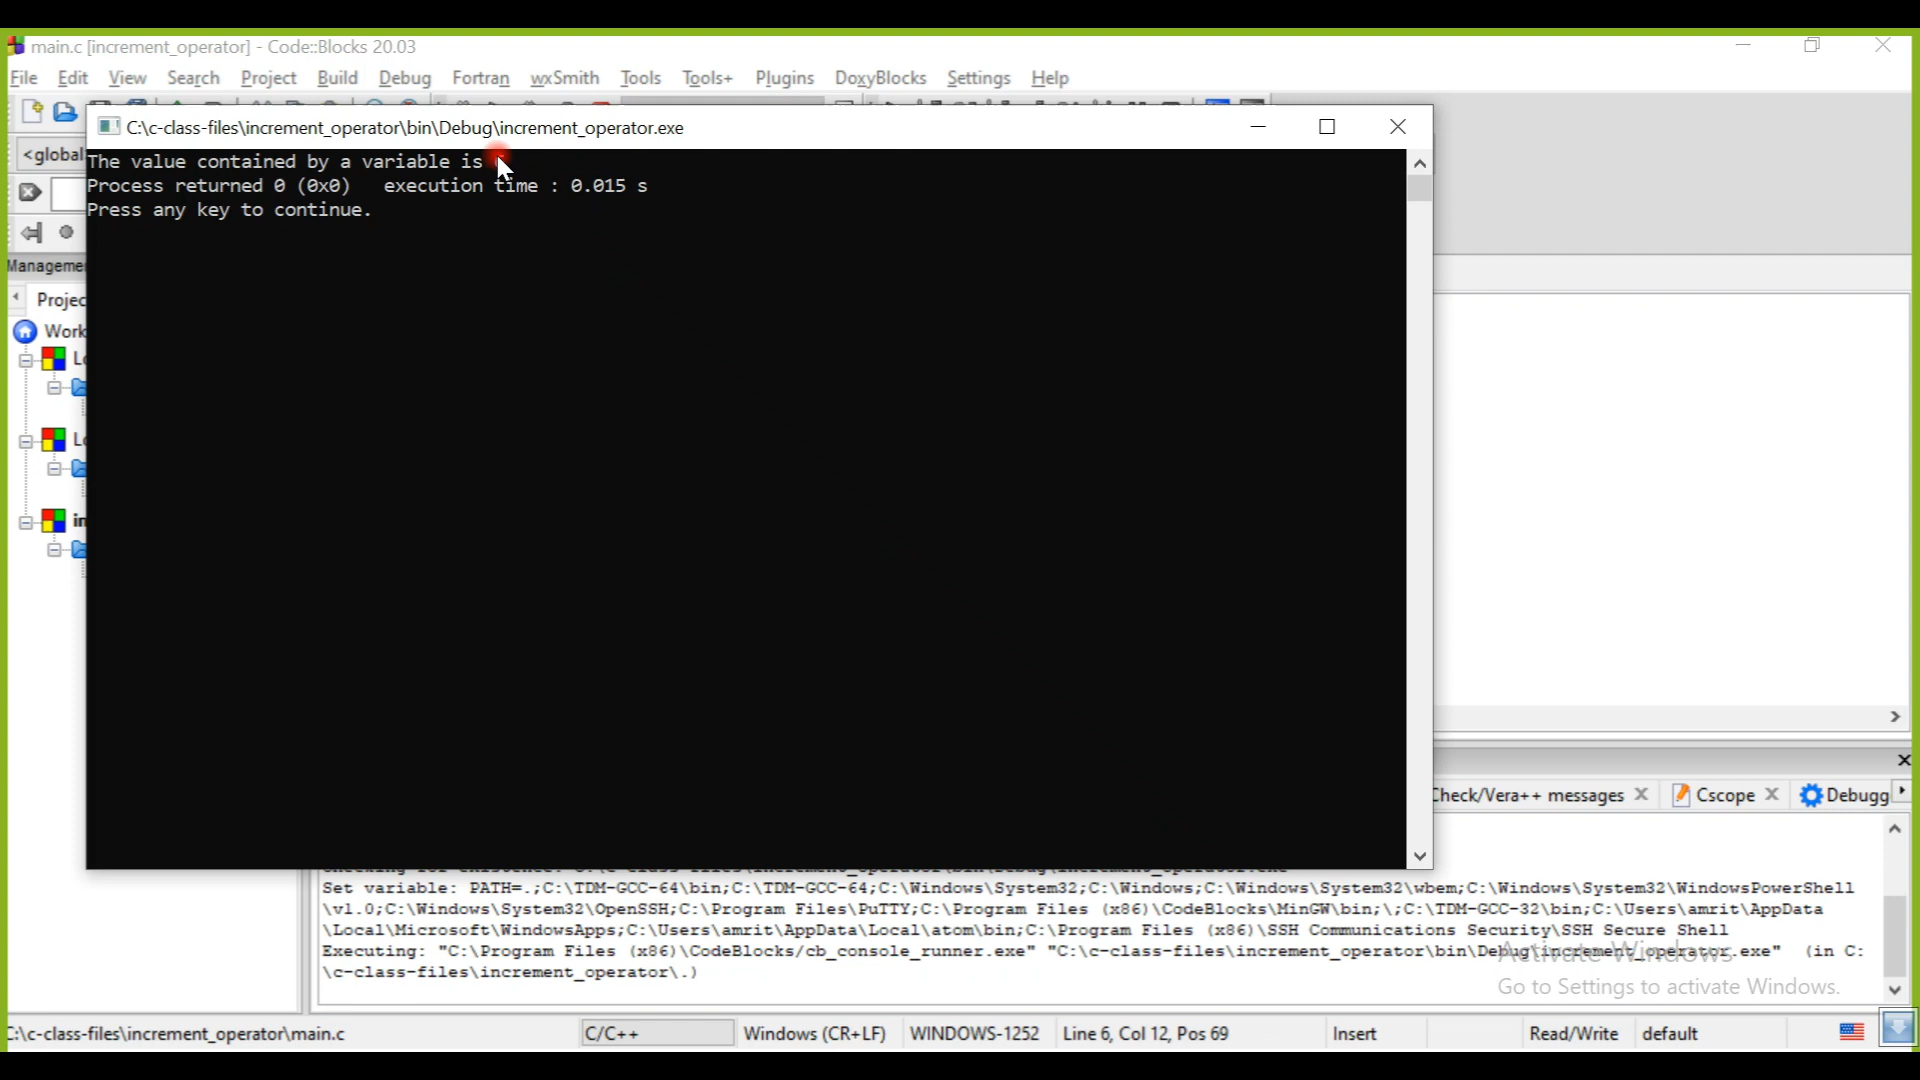 main.c [increment_operator] - Code::Blocks 20.03
File Edit View Search Project Build Debug Fortran wxSmith Tools Tools+ Plugins DoxyBlocks Settings Help
C:\c-class-files\increment_operator\bin\Debug\increment_operator.exe
<global
The value contained by a variable is
Process returned 0 (0x0) execution time : 0.015 s
Press any key to continue.
Check/Vera++ messages Cscope Debugg
Set variable: PATH=.;C:\TDM-GCC-64\bin;C:\TDM-GCC-64;C:\Windows\System32;C:\Windows;C:\Windows\System32\wbem;C:\Windows\System32\WindowsPowerShell
\v1.0;C:\Windows\System32\OpenSSH;C:\Program Files\PuTTY;C:\Program Files (x86)\CodeBlocks\MinGW\bin;\;C:\TDM-GCC-32\bin;C:\Users\amrit\AppData
\Local\Microsoft\WindowsApps;C:\Users\amrit\AppData\Local\atom\bin;C:\Program Files (x86)\SSH Communications Security\SSH Secure Shell
Executing: "C:\Program Files (x86)\CodeBlocks/cb_console_runner.exe" "C:\c-class-files\increment_operator\bin\Debug\increment_operator.exe" (in C:
\c-class-files\increment_operator\.)
Activate Windows
Go to Settings to activate Windows.
C:\c-class-files\increment_operator\main.c C/C++ Windows (CR+LF) WINDOWS-1252 Line 6, Col 12, Pos 69 Insert Read/Write default